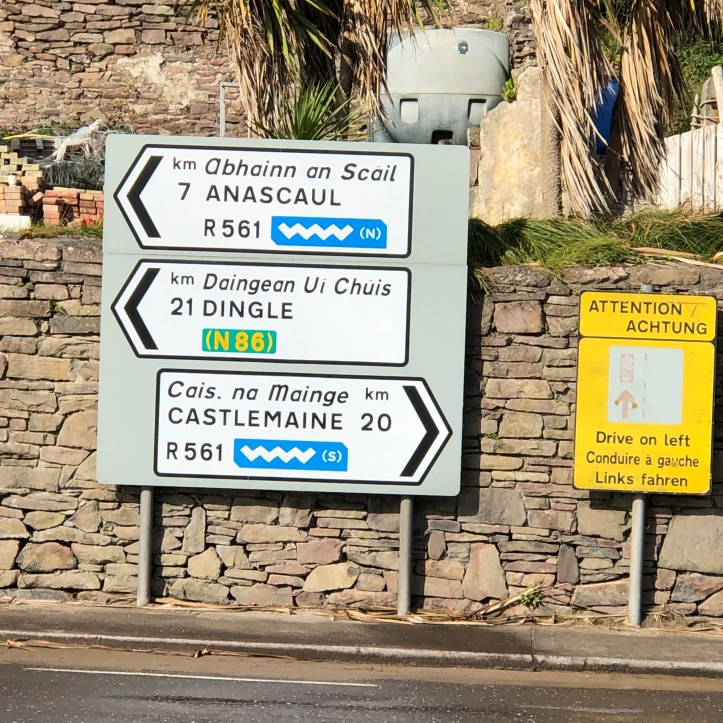 km Abhainn an Scáil
7 ANASCAUL
R561 (N)
km Daingean Uí Chúis
21 DINGLE
(N86)
Cais. na Mainge km
CASTLEMAINE 20
R561 (S)
ATTENTION
ACHTUNG
Drive on left
Conduire à gauche
Links fahren